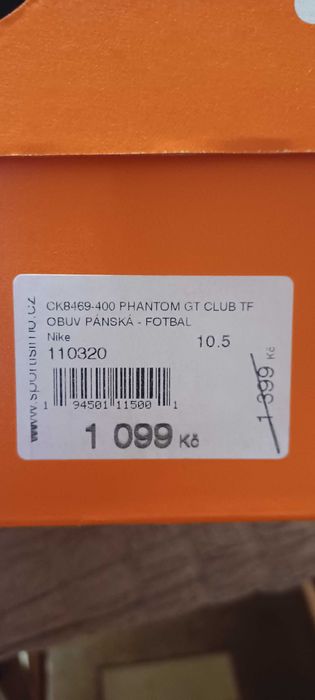 CK8469-400 PHANTOM GT CLUB TF
OBUV PÁNSKÁ - FOTBAL
Nike
10.5
110320
1 94501 11500 1
1 099 Kč
1 399 Kč
www.sportisimo.cz